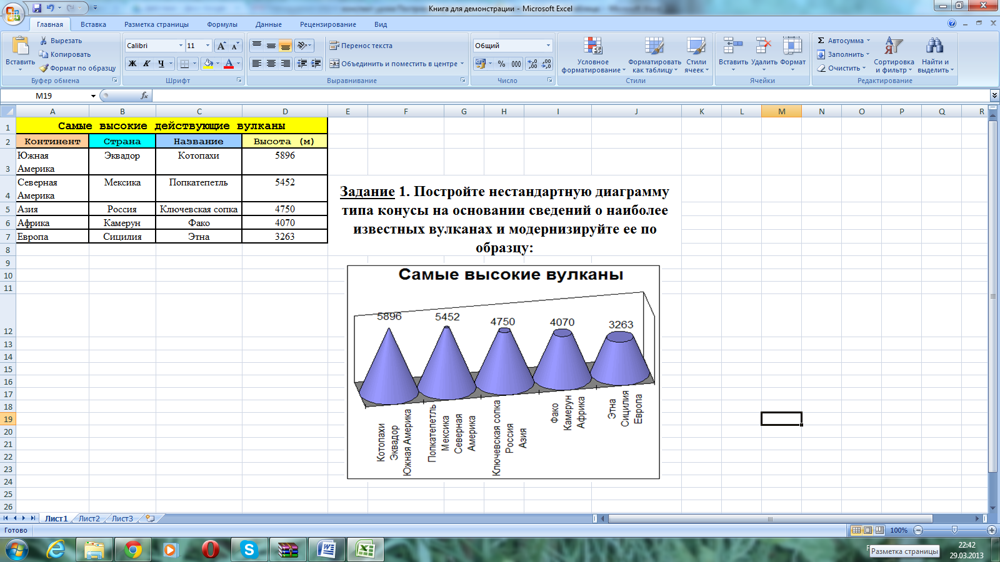 Книга для демонстрации - Microsoft Excel
Главная Вставка Разметка страницы Формулы Данные Рецензирование Вид
Вставить
Вырезать
Копировать
Формат по образцу
Буфер обмена
Calibri 11
Ж К Ч
Шрифт
Перенос текста
Объединить и поместить в центре
Выравнивание
Общий
% 000
Число
Условное форматирование
Форматировать как таблицу
Стили ячеек
Стили
Вставить Удалить Формат
Ячейки
Автосумма
Заполнить
Очистить
Сортировка и фильтр
Найти и выделить
Редактирование
M19
A B C D E F G H I J K L M N O P Q R
1 Самые высокие действующие вулканы
2 Континент Страна Название Высота (м)
3 Южная Америка Эквадор Котопахи 5896
4 Северная Америка Мексика Попкатепетль 5452
5 Азия Россия Ключевская сопка 4750
6 Африка Камерун Фако 4070
7 Европа Сицилия Этна 3263
8
9
10
11
12
13
14
15
16
17
18
19
20
21
22
23
24
25
26
Задание 1. Постройте нестандартную диаграмму
типа конусы на основании сведений о наиболее
известных вулканах и модернизируйте ее по
образцу:
Самые высокие вулканы
5896 5452 4750 4070 3263
Котопахи
Эквадор
Южная Америка
Попкатепетль
Мексика
Северная
Америка
Ключевская сопка
Россия
Азия
Фако
Камерун
Африка
Этна
Сицилия
Европа
Лист1 Лист2 Лист3
Готово
100%
Разметка страницы
22:42
29.03.2013